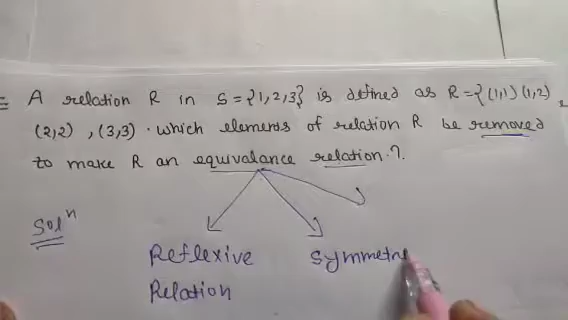 A relation R in S = {1,2,3} is defined as R = {(1,1) (1,2),
(2,2) , (3,3) . which elements of relation R be removed
to make R an equivalance relation.?.
Solⁿ
Reflexive Symmetri
Relation